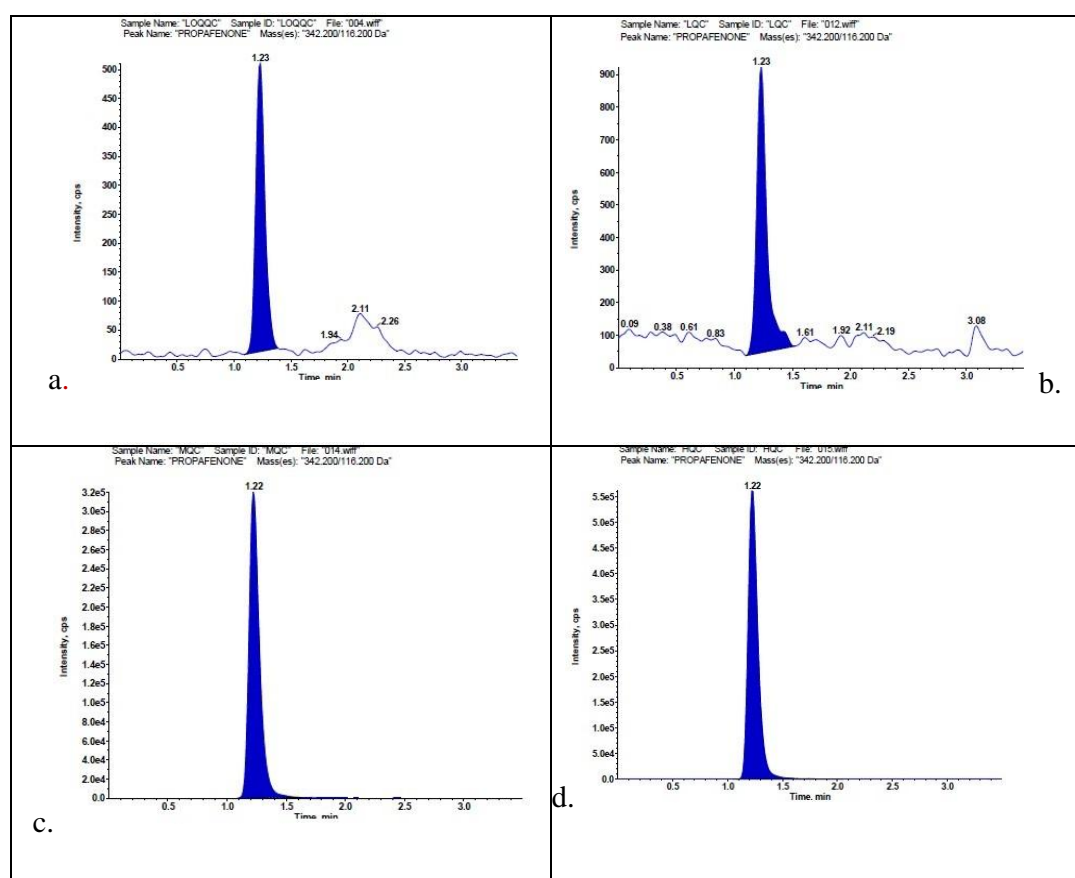 Sample Name: "LOQQC" Sample ID: "LOQQC" File: "004.wiff"
Peak Name: "PROPAFENONE" Mass(es): "342.200/116.200 Da"
1.23
500
450
400
350
300
250
200
150
100
50
0
Intensity, cps
1.94
2.11
2.26
0.5 1.0 1.5 2.0 2.5 3.0
Time, min
a.
Sample Name: "LQC" Sample ID: "LQC" File: "012.wiff"
Peak Name: "PROPAFENONE" Mass(es): "342.200/116.200 Da"
1.23
900
800
700
600
500
400
300
200
100
0
Intensity, cps
0.09 0.38 0.61 0.83 1.61 1.92 2.11 2.19 3.08
0.5 1.0 1.5 2.0 2.5 3.0
Time, min
b.
Sample Name: "MQC" Sample ID: "MQC" File: "014.wiff"
Peak Name: "PROPAFENONE" Mass(es): "342.200/116.200 Da"
1.22
3.2e5
3.0e5
2.8e5
2.6e5
2.4e5
2.2e5
2.0e5
1.8e5
1.6e5
1.4e5
1.2e5
1.0e5
8.0e4
6.0e4
4.0e4
2.0e4
0.0
Intensity, cps
0.5 1.0 1.5 2.0 2.5 3.0
Time, min
c.
Sample Name: "HQC" Sample ID: "HQC" File: "015.wiff"
Peak Name: "PROPAFENONE" Mass(es): "342.200/116.200 Da"
1.22
5.5e5
5.0e5
4.5e5
4.0e5
3.5e5
3.0e5
2.5e5
2.0e5
1.5e5
1.0e5
5.0e4
0.0
Intensity, cps
0.5 1.0 1.5 2.0 2.5 3.0
Time, min
d.